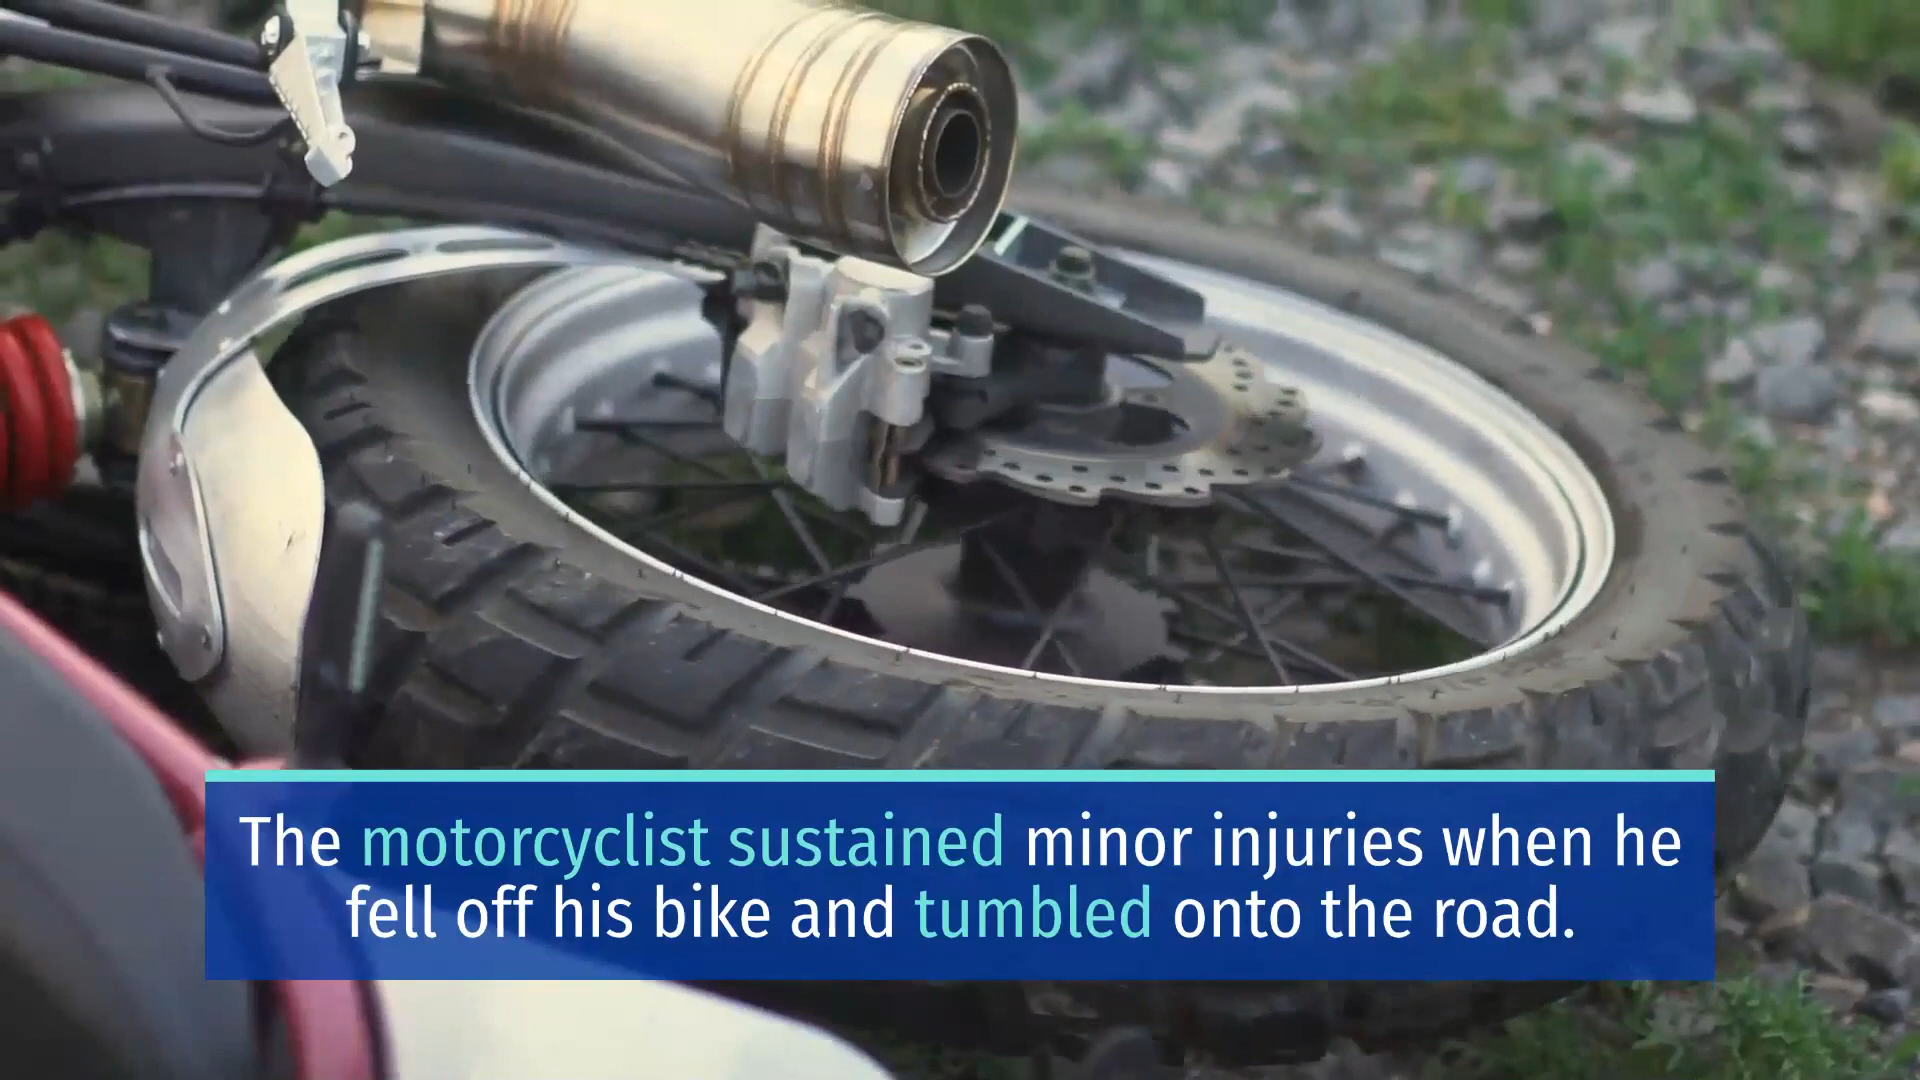 The motorcyclist sustained minor injuries when he
fell off his bike and tumbled onto the road.